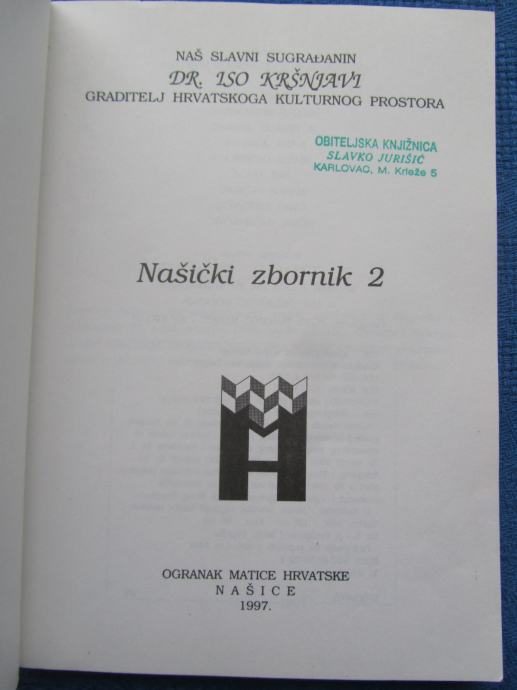 NAŠ SLAVNI SUGRAĐANIN
DR. ISO KRŠNJAVI
GRADITELJ HRVATSKOGA KULTURNOG PROSTORA
OBITELJSKA KNJIŽNICA
SLAVKO JURIŠIĆ
KARLOVAC, M. Krleže 5
Našički zbornik 2
OGRANAK MATICE HRVATSKE
NAŠICE
1997.